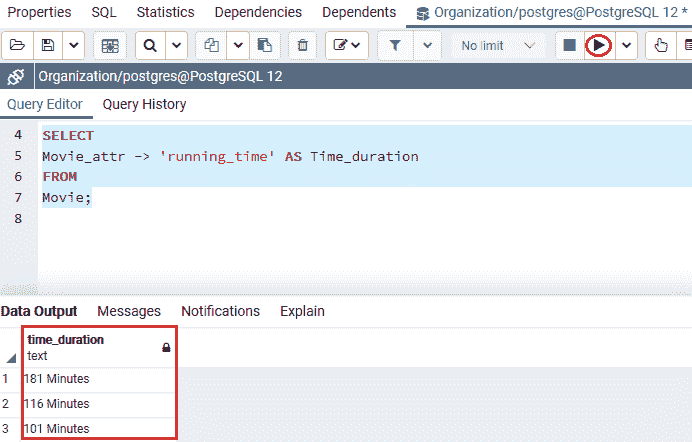 Properties SQL Statistics Dependencies Dependents Organization/postgres@PostgreSQL 12 *
No limit
Organization/postgres@PostgreSQL 12
Query Editor Query History
4 SELECT
5 Movie_attr -> 'running_time' AS Time_duration
6 FROM
7 Movie;
8
Data Output Messages Notifications Explain
time_duration
text
1 181 Minutes
2 116 Minutes
3 101 Minutes